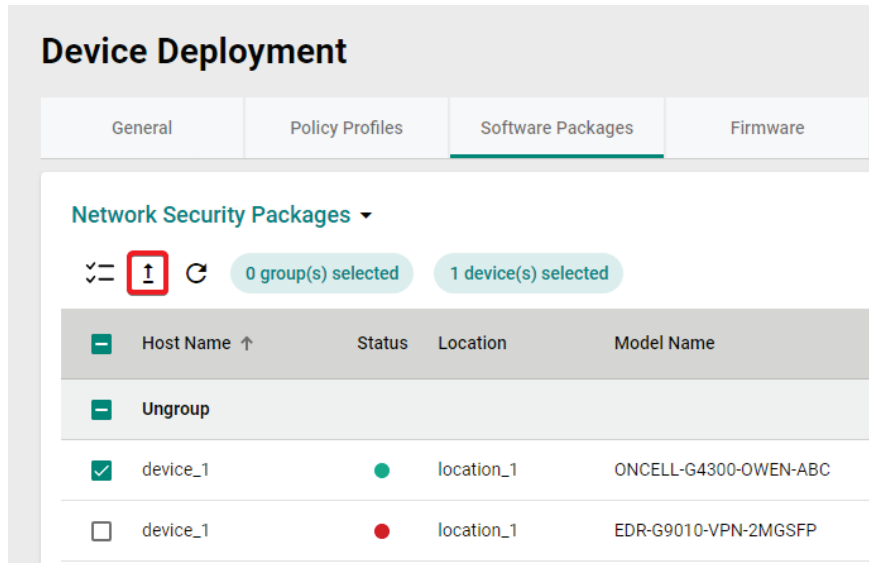 Device Deployment
General Policy Profiles Software Packages Firmware
Network Security Packages
0 group(s) selected 1 device(s) selected
Host Name Status Location Model Name
Ungroup
device_1 location_1 ONCELL-G4300-OWEN-ABC
device_1 location_1 EDR-G9010-VPN-2MGSFP